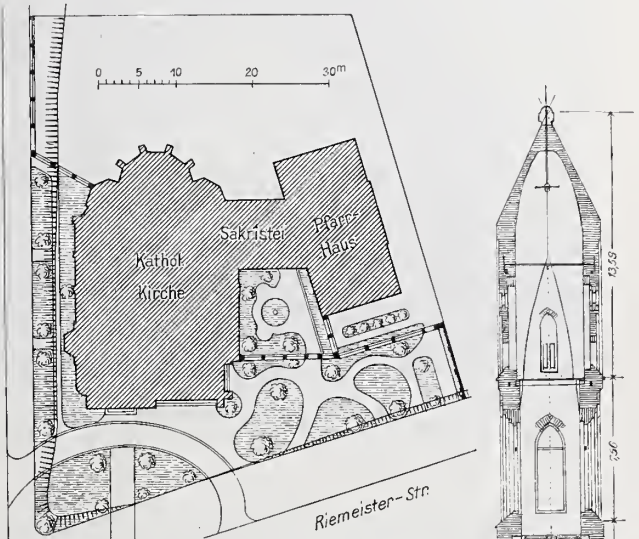 0 5 10 20 30m
Kathol.
Kirche
Sakristei
Pfarr-
Haus
Riemeister-Str.
13,59
7,50